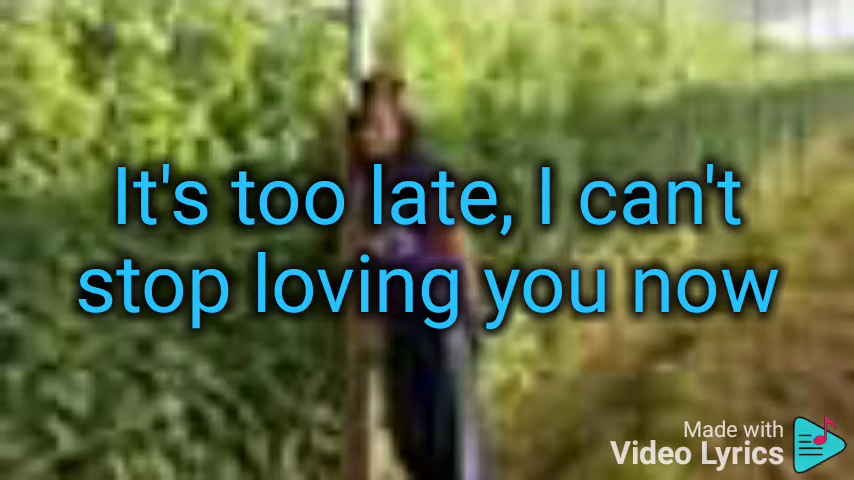 It's too late, I can't
stop loving you now
Made with
Video Lyrics